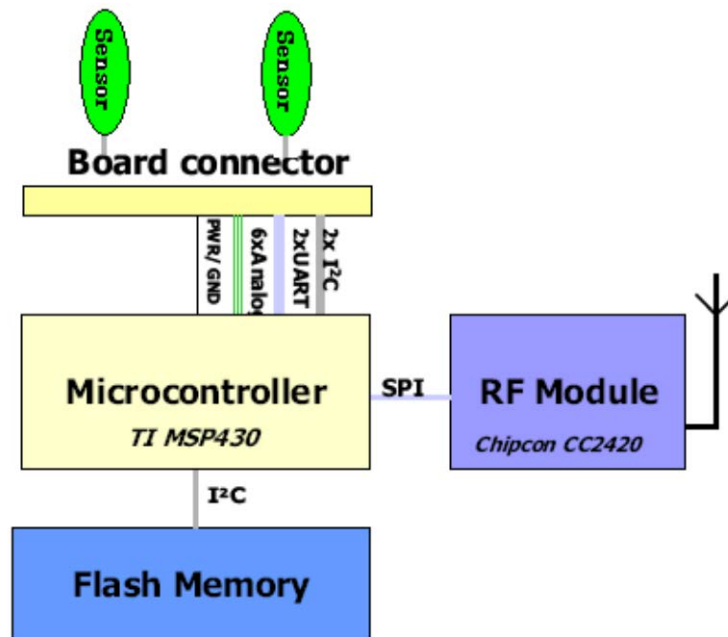 Sensor
Sensor
Board connector
PWR/ GND
6xAnalog
2xUART
2x I²C
Microcontroller
TI MSP430
SPI
RF Module
Chipcon CC2420
I²C
Flash Memory